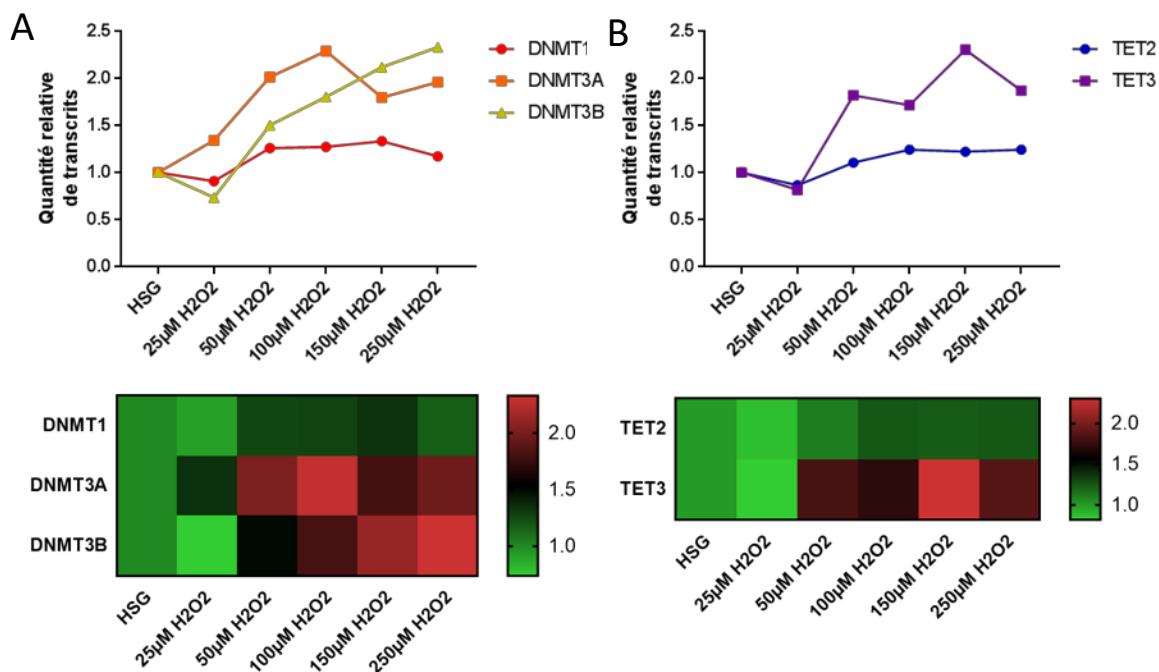 A
2.5
2.0
1.5
1.0
0.5
0.0
Quantité relative
de transcrits
HSG
25µM H2O2
50µM H2O2
100µM H2O2
150µM H2O2
250µM H2O2
DNMT1
DNMT3A
DNMT3B
B
2.5
2.0
1.5
1.0
0.5
0.0
Quantité relative
de transcrits
HSG
25µM H2O2
50µM H2O2
100µM H2O2
150µM H2O2
250µM H2O2
TET2
TET3
DNMT1
DNMT3A
DNMT3B
HSG
25µM H2O2
50µM H2O2
100µM H2O2
150µM H2O2
250µM H2O2
2.0
1.5
1.0
TET2
TET3
HSG
25µM H2O2
50µM H2O2
100µM H2O2
150µM H2O2
250µM H2O2
2.0
1.5
1.0